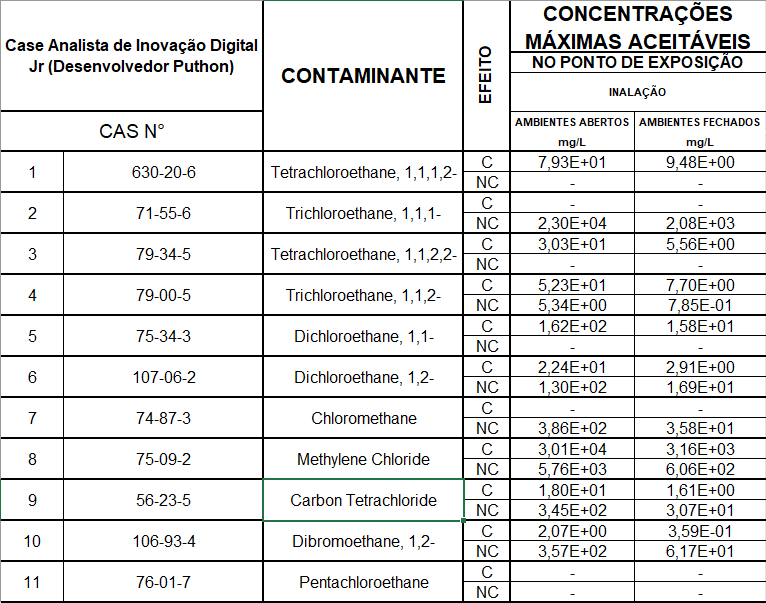 Case Analista de Inovação Digital
Jr (Desenvolvedor Puthon)
CAS N°
CONTAMINANTE
EFEITO
CONCENTRAÇÕES
MÁXIMAS ACEITÁVEIS
NO PONTO DE EXPOSIÇÃO
INALAÇÃO
AMBIENTES ABERTOS AMBIENTES FECHADOS
mg/L mg/L
1 630-20-6 Tetrachloroethane, 1,1,1,2- C 7,93E+01 9,48E+00
NC - -
2 71-55-6 Trichloroethane, 1,1,1- C - -
NC 2,30E+04 2,08E+03
3 79-34-5 Tetrachloroethane, 1,1,2,2- C 3,03E+01 5,56E+00
NC - -
4 79-00-5 Trichloroethane, 1,1,2- C 5,23E+01 7,70E+00
NC 5,34E+00 7,85E-01
5 75-34-3 Dichloroethane, 1,1- C 1,62E+02 1,58E+01
NC - -
6 107-06-2 Dichloroethane, 1,2- C 2,24E+01 2,91E+00
NC 1,30E+02 1,69E+01
7 74-87-3 Chloromethane C - -
NC 3,86E+02 3,58E+01
8 75-09-2 Methylene Chloride C 3,01E+04 3,16E+03
NC 5,76E+03 6,06E+02
9 56-23-5 Carbon Tetrachloride C 1,80E+01 1,61E+00
NC 3,45E+02 3,07E+01
10 106-93-4 Dibromoethane, 1,2- C 2,07E+00 3,59E-01
NC 3,57E+02 6,17E+01
11 76-01-7 Pentachloroethane C - -
NC - -